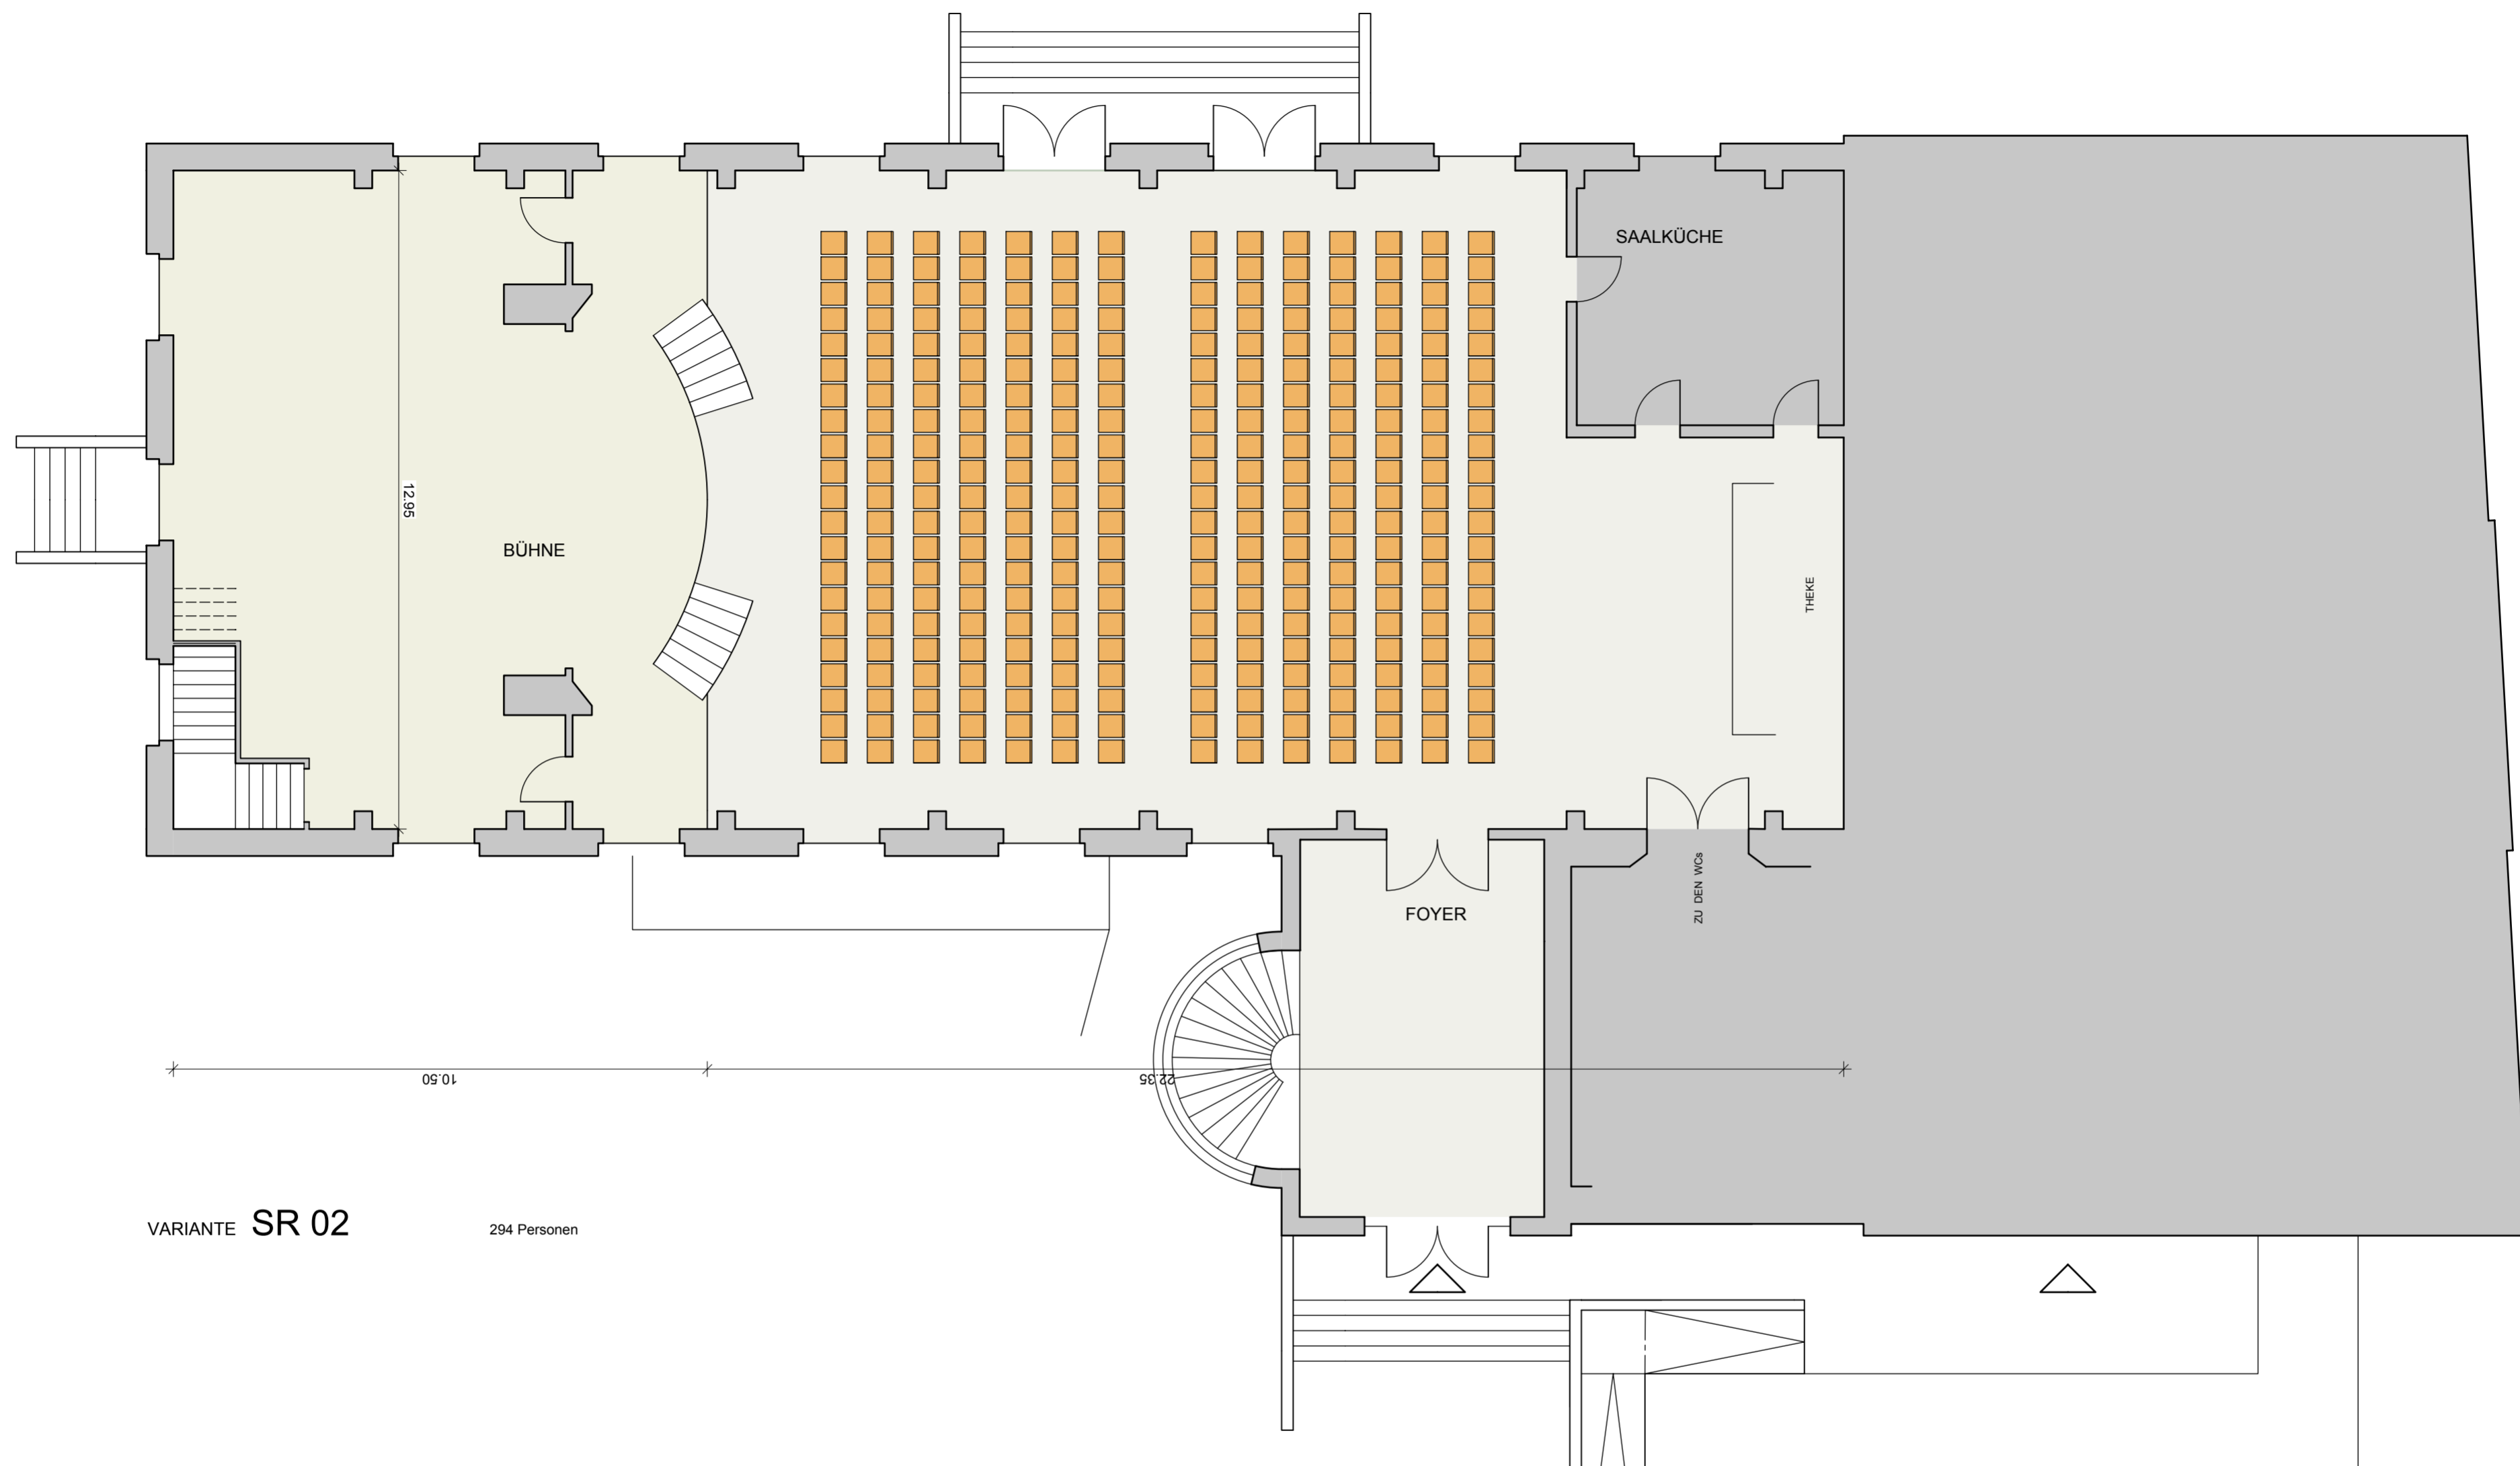 SAALKÜCHE
12.95
BÜHNE
THEKE
ZU DEN WCs
FOYER
10.50
22.35
VARIANTE SR 02
294 Personen